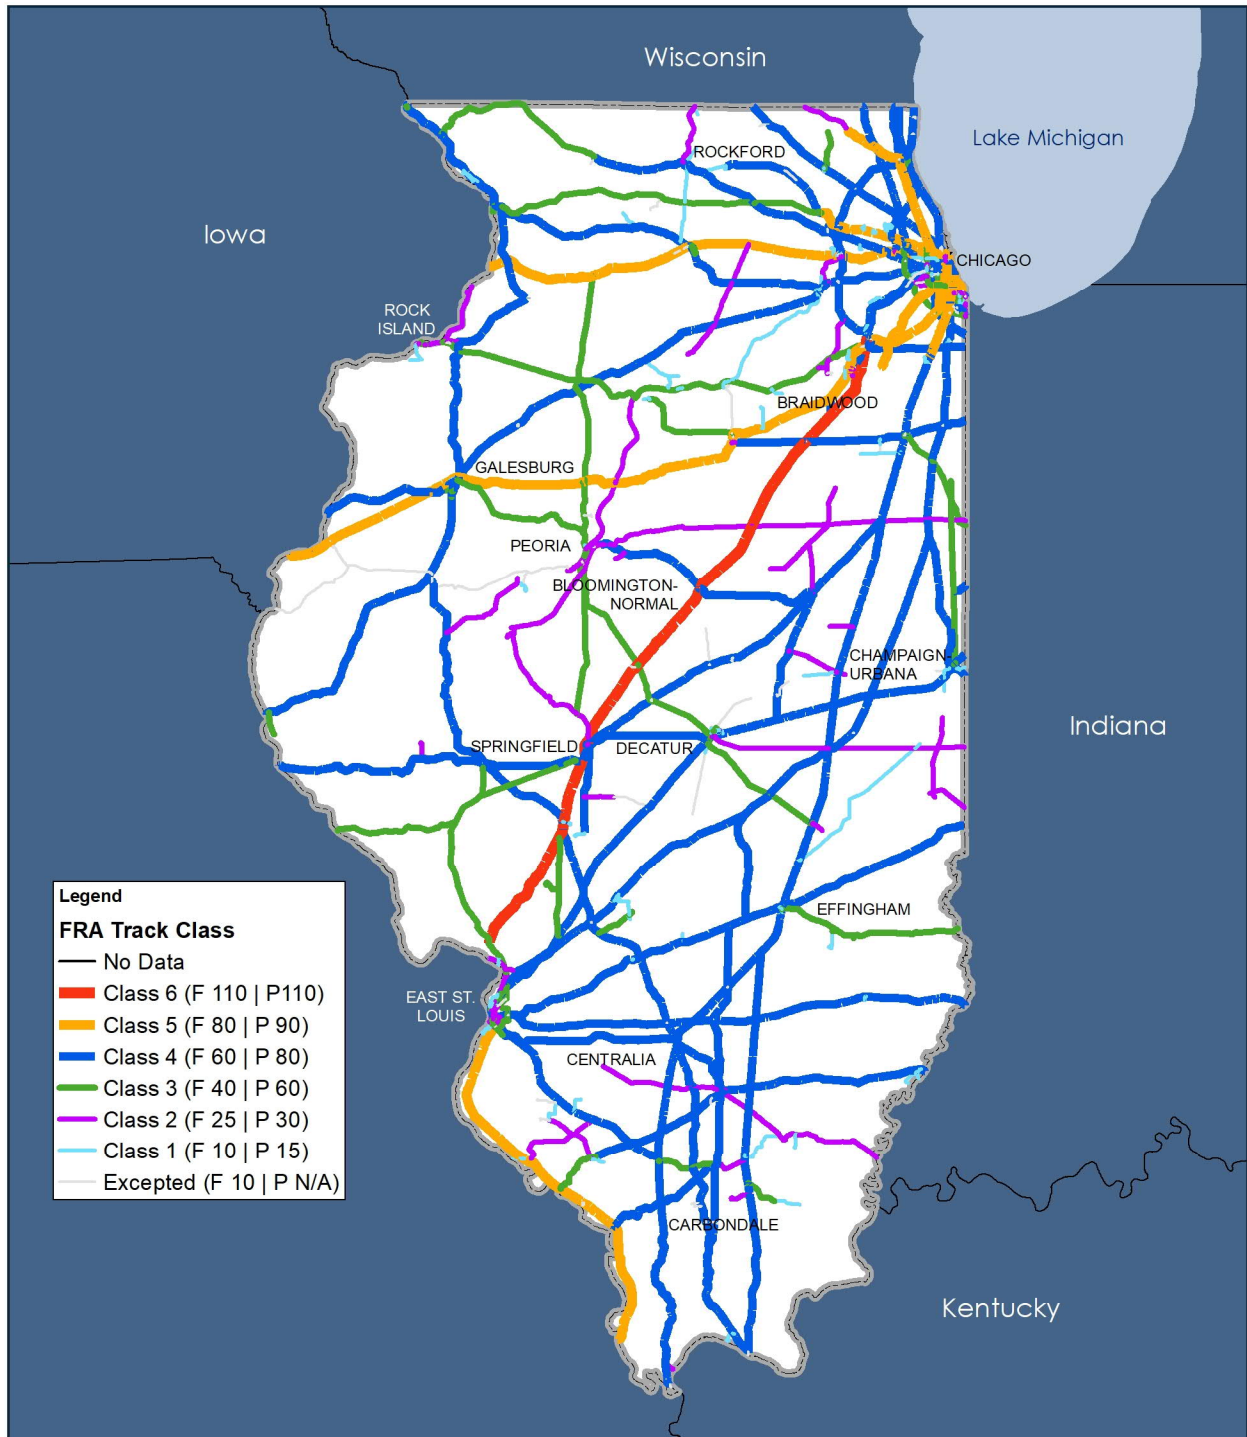 Wisconsin
Lake Michigan
ROCKFORD
Iowa
CHICAGO
ROCK
ISLAND
BRAIDWOOD
GALESBURG
PEORIA
BLOOMINGTON-
NORMAL
CHAMPAIGN-
URBANA
Indiana
SPRINGFIELD
DECATUR
EFFINGHAM
EAST ST.
LOUIS
CENTRALIA
CARBONDALE
Kentucky
Legend
FRA Track Class
No Data
Class 6 (F 110 | P110)
Class 5 (F 80 | P 90)
Class 4 (F 60 | P 80)
Class 3 (F 40 | P 60)
Class 2 (F 25 | P 30)
Class 1 (F 10 | P 15)
Excepted (F 10 | P N/A)